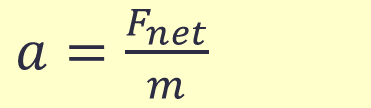 a = F_net / m